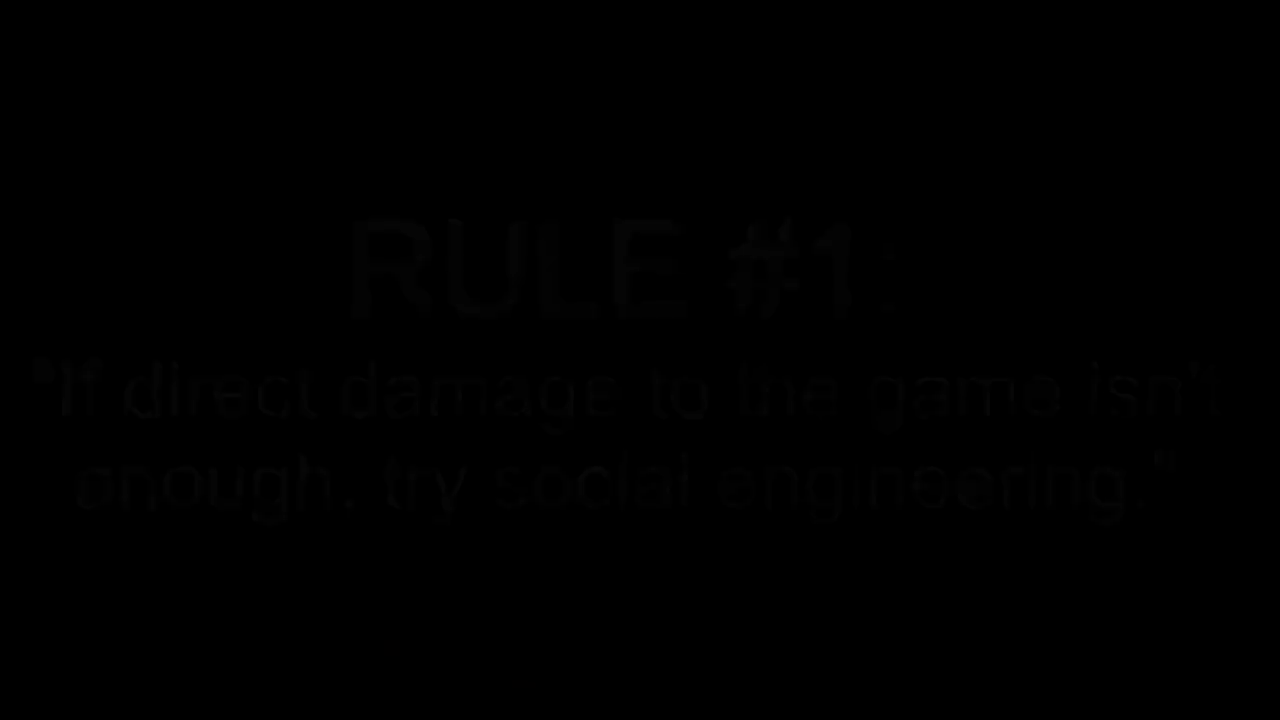 RULE #1:
"If direct damage to the game isn't
enough, try social engineering."